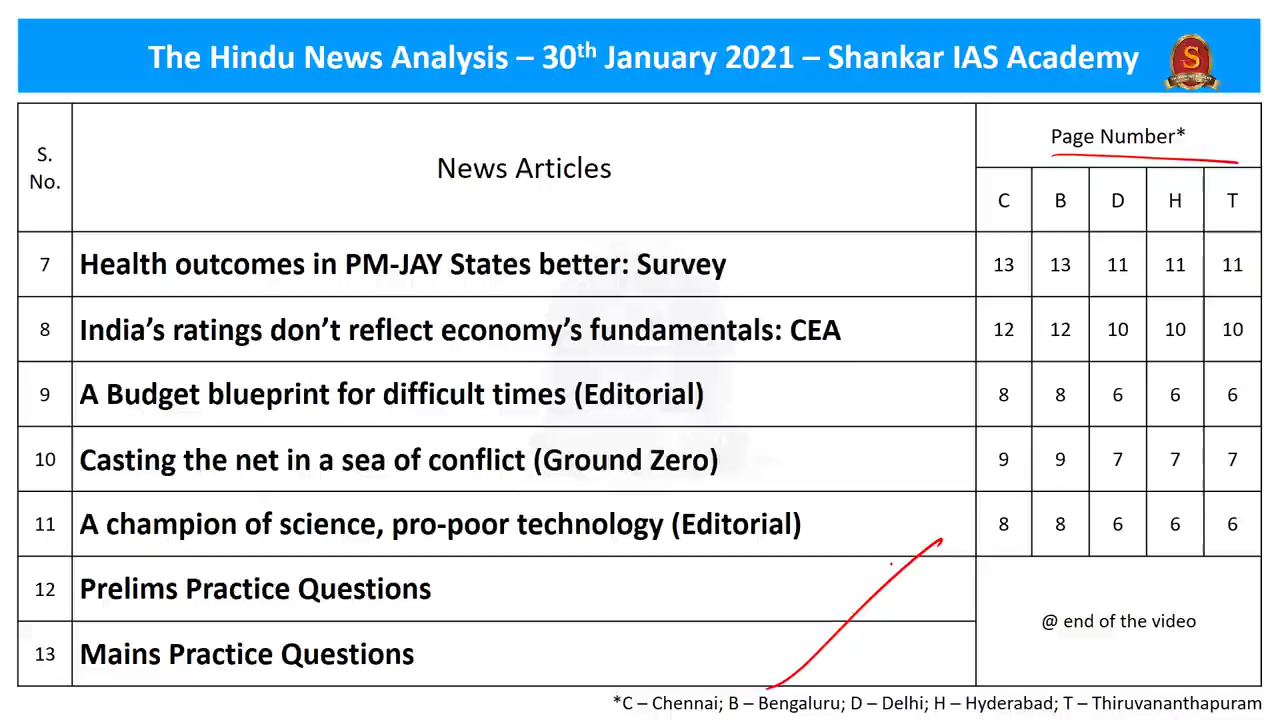 The Hindu News Analysis – 30th January 2021 – Shankar IAS Academy
S
S. No. News Articles Page Number*
C B D H T
7 Health outcomes in PM-JAY States better: Survey 13 13 11 11 11
8 India’s ratings don’t reflect economy’s fundamentals: CEA 12 12 10 10 10
9 A Budget blueprint for difficult times (Editorial) 8 8 6 6 6
10 Casting the net in a sea of conflict (Ground Zero) 9 9 7 7 7
11 A champion of science, pro-poor technology (Editorial) 8 8 6 6 6
12 Prelims Practice Questions
@ end of the video
13 Mains Practice Questions
*C – Chennai; B – Bengaluru; D – Delhi; H – Hyderabad; T – Thiruvananthapuram